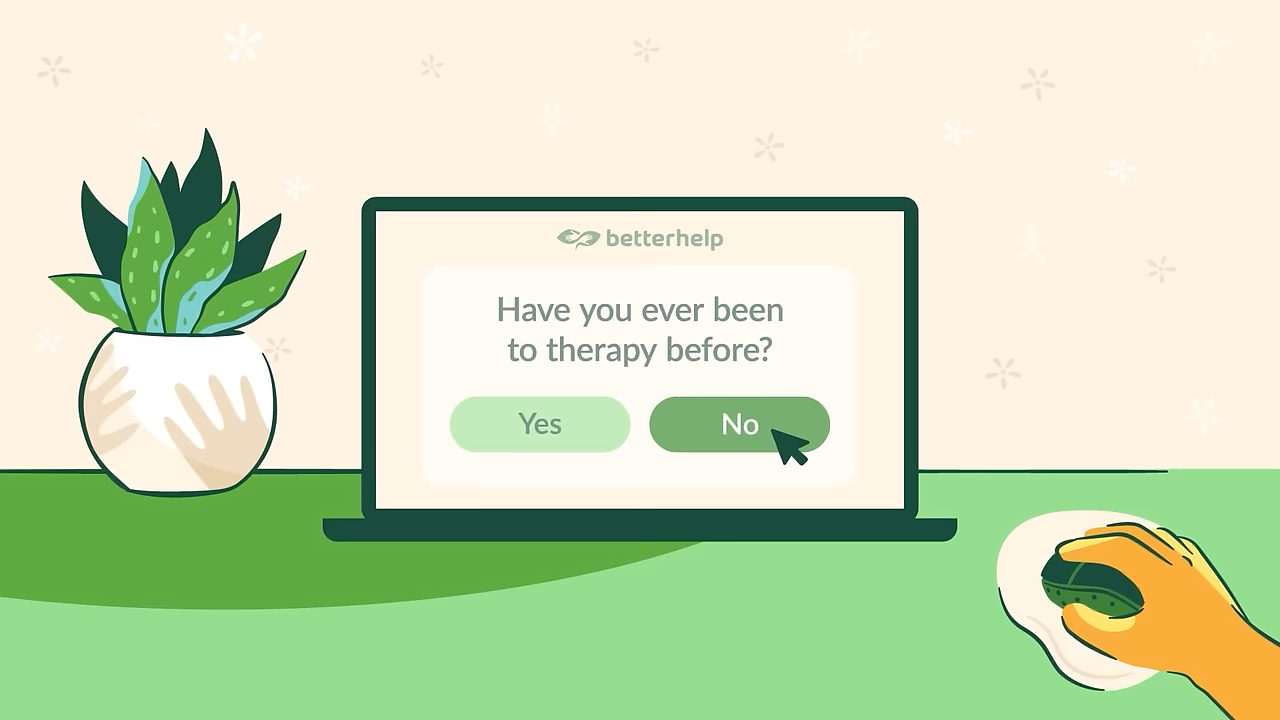 betterhelp
Have you ever been
to therapy before?
Yes
No